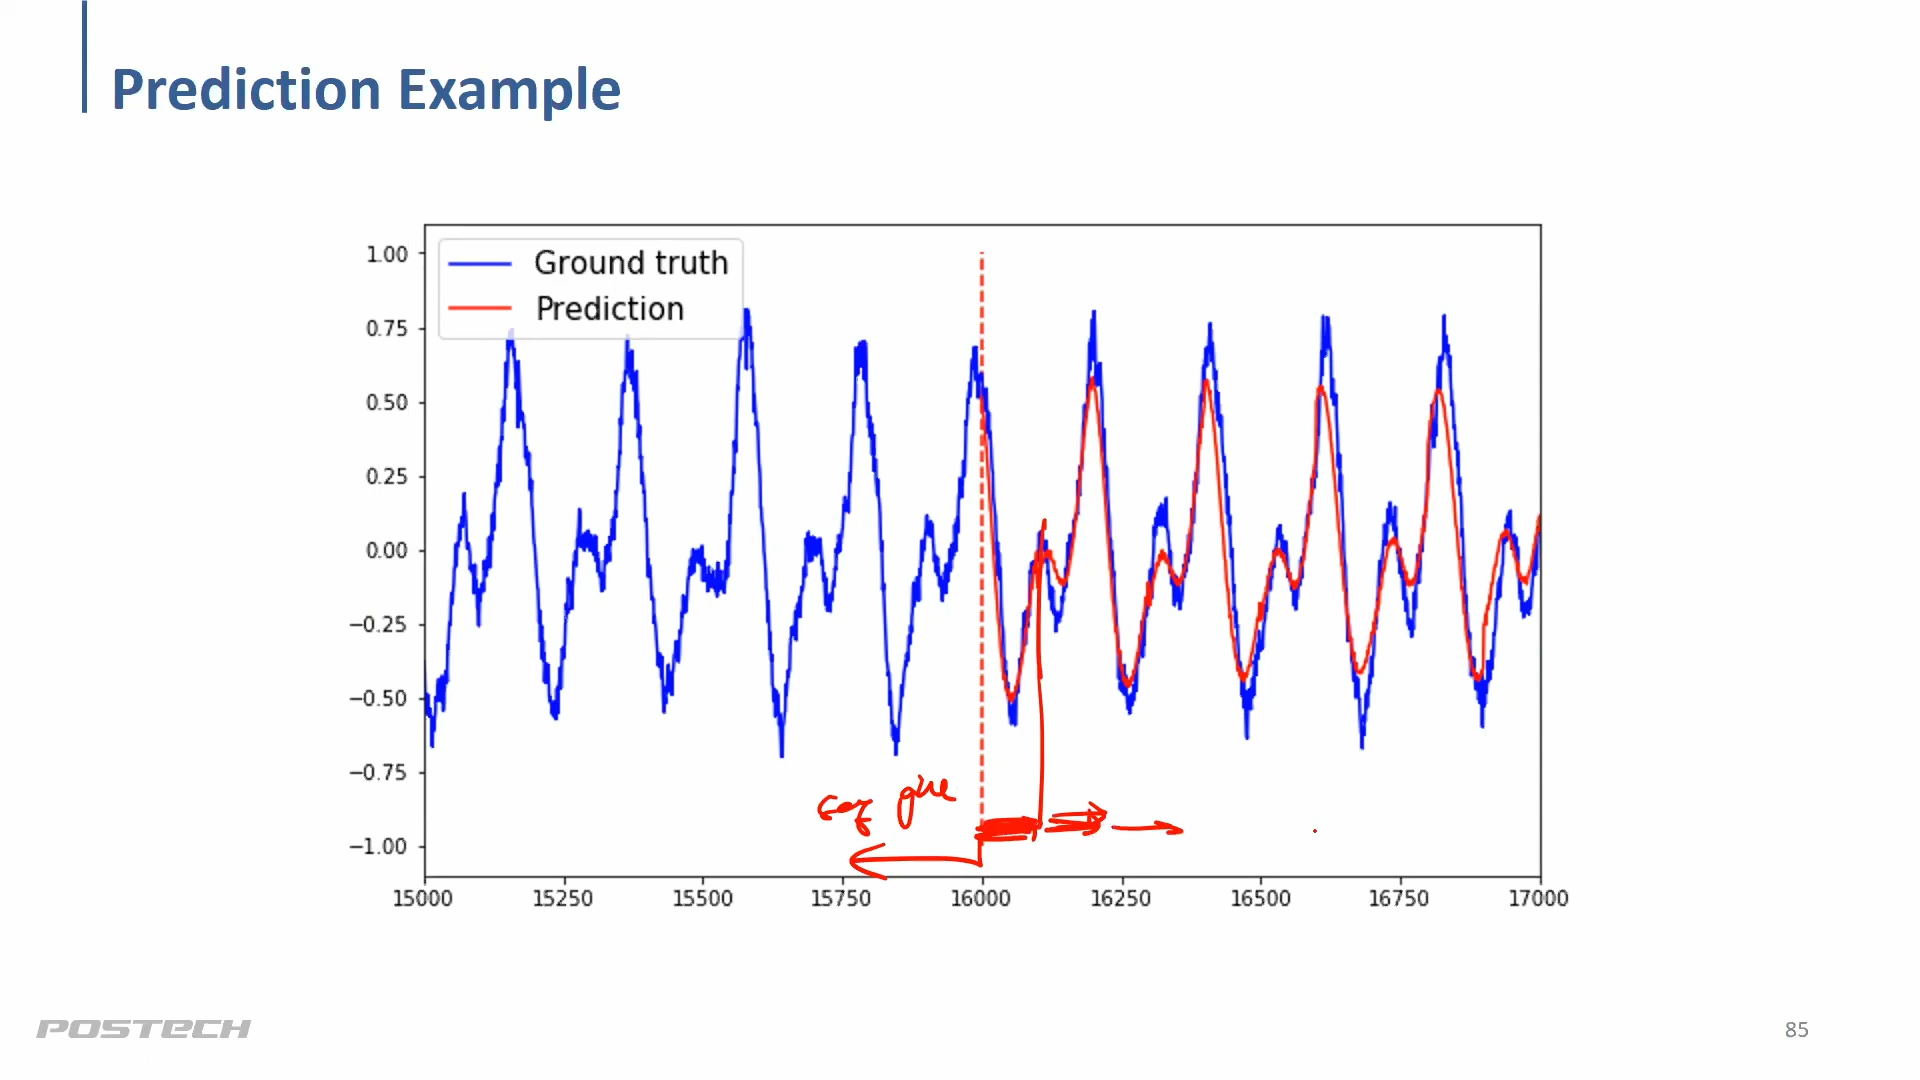 Prediction Example
Ground truth
Prediction
1.00
0.75
0.50
0.25
0.00
−0.25
−0.50
−0.75
−1.00
15000 15250 15500 15750 16000 16250 16500 16750 17000
POSTECH
85